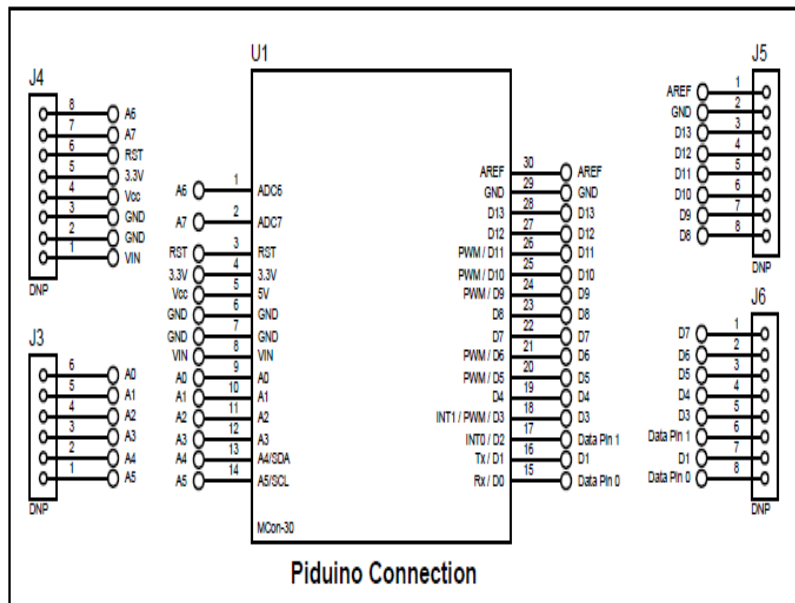 J4
8 A6
7 A7
6 RST
5 3.3V
4 Vcc
3 GND
2 GND
1 VIN
DNP
J3
6 A0
5 A1
4 A2
3 A3
2 A4
1 A5
DNP
U1
A6 1 ADC6
A7 2 ADC7
RST 3 RST
3.3V 4 3.3V
Vcc 5 5V
GND 6 GND
GND 7 GND
VIN 8 VIN
A0 9 A0
A1 10 A1
A2 11 A2
A3 12 A3
A4 13 A4/SDA
A5 14 A5/SCL
AREF 30 AREF
GND 29 GND
D13 28 D13
D12 27 D12
PWM / D11 26 D11
PWM / D10 25 D10
PWM / D9 24 D9
D8 23 D8
D7 22 D7
PWM / D6 21 D6
PWM / D5 20 D5
D4 19 D4
INT1 / PWM / D3 18 D3
INT0 / D2 17 Data Pin 1
Tx / D1 16 D1
Rx / D0 15 Data Pin 0
MCon-30
J5
AREF 1
GND 2
D13 3
D12 4
D11 5
D10 6
D9 7
D8 8
DNP
J6
D7 1
D6 2
D5 3
D4 4
D3 5
Data Pin 1 6
D1 7
Data Pin 0 8
DNP
Piduino Connection